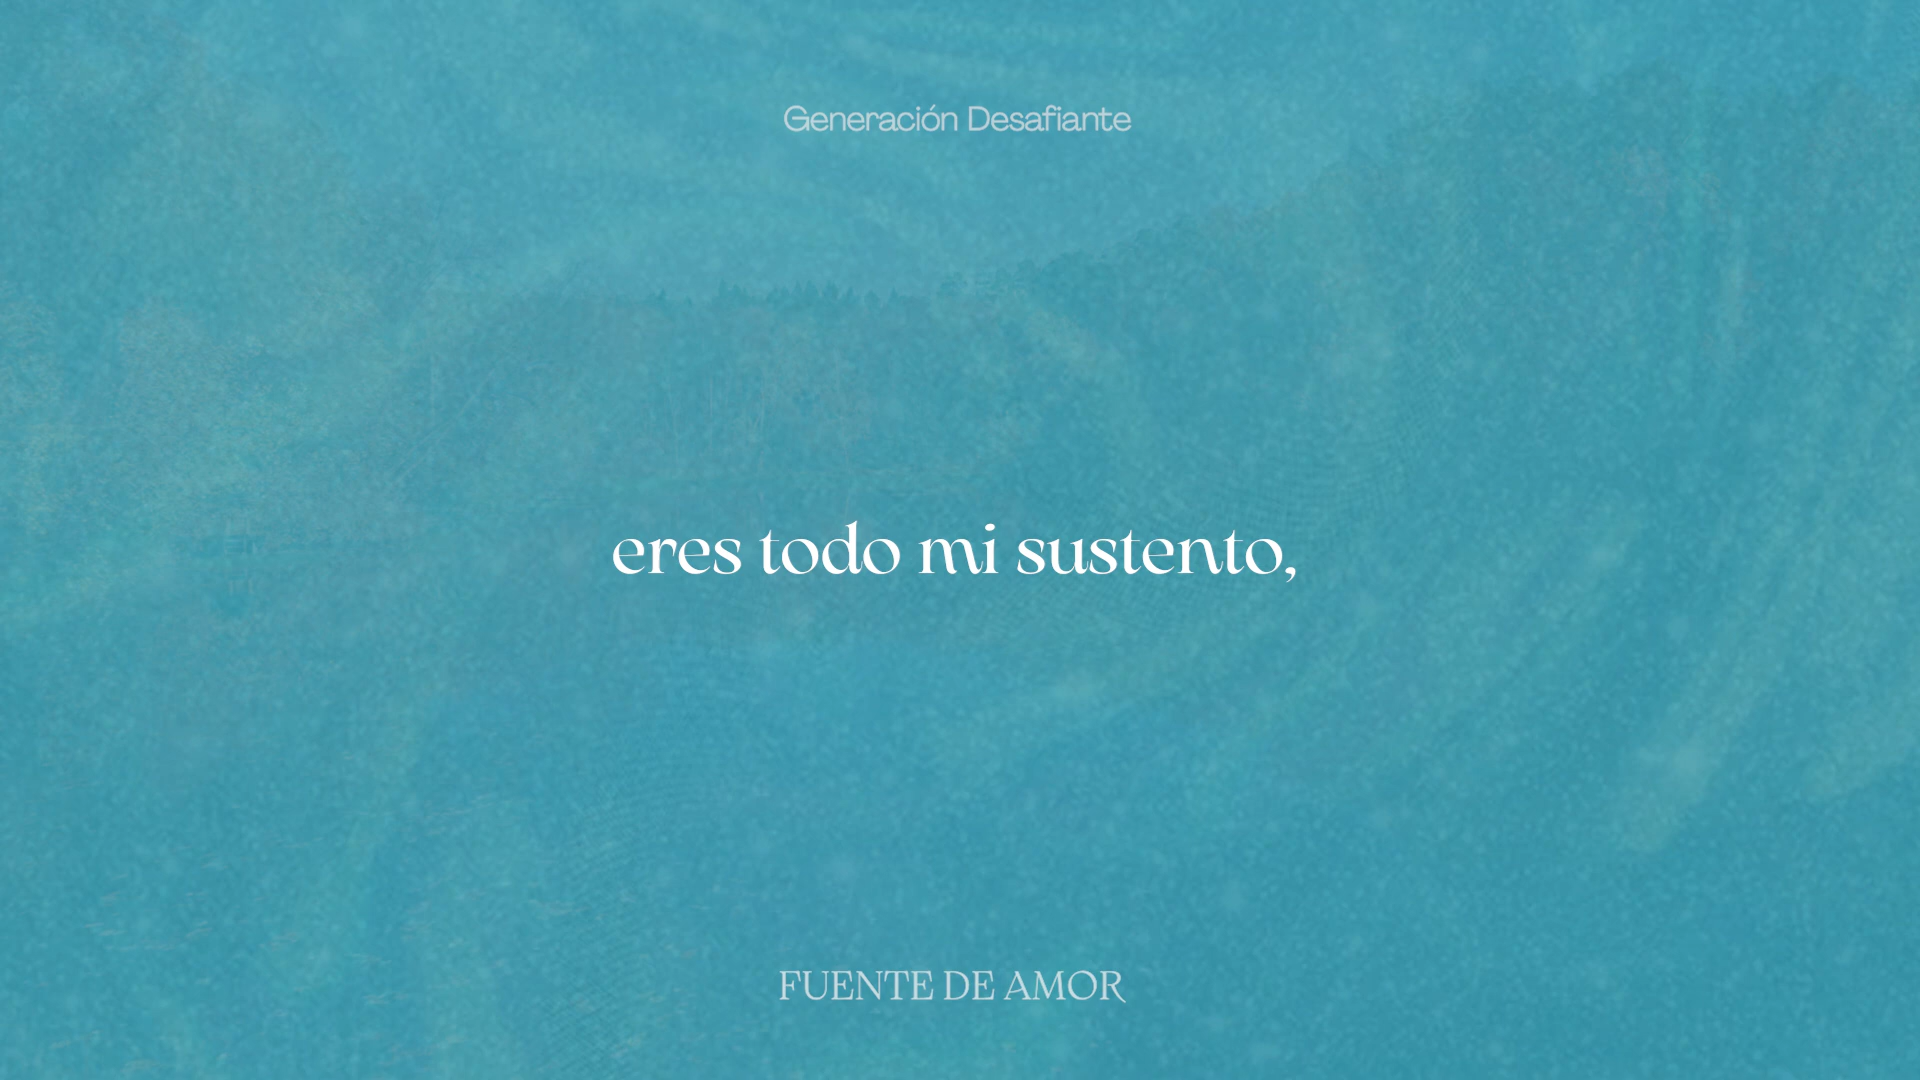 Generación Desafiante
eres todo mi sustento,
FUENTE DE AMOR